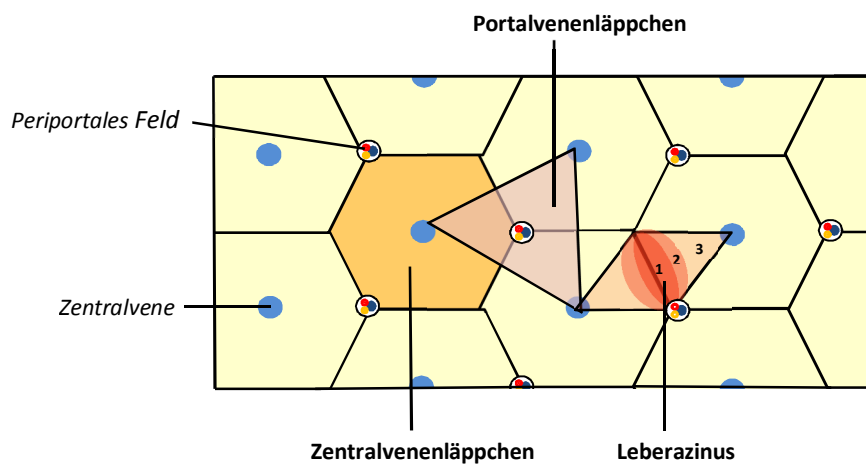 Portalvenenläppchen
Periportales Feld
3
2
1
Zentralvene
Zentralvenenläppchen
Leberazinus